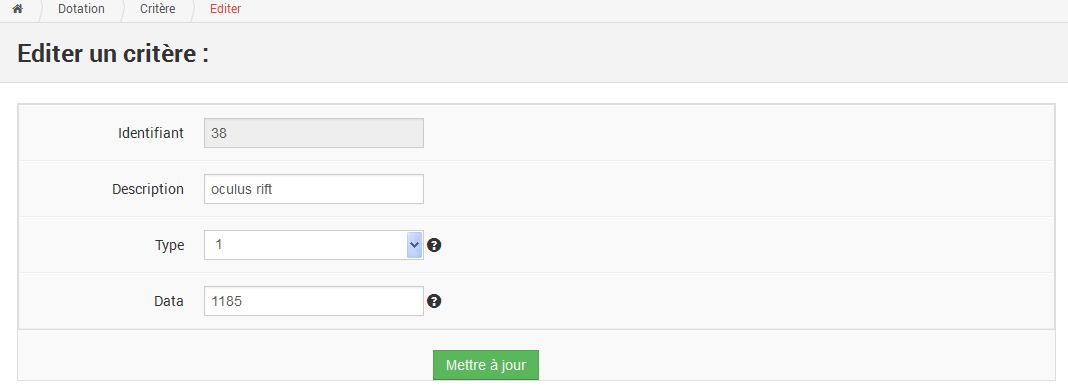 Dotation Critère Editer
Editer un critère :
Identifiant 38
Description oculus rift
Type 1
Data 1185
Mettre à jour